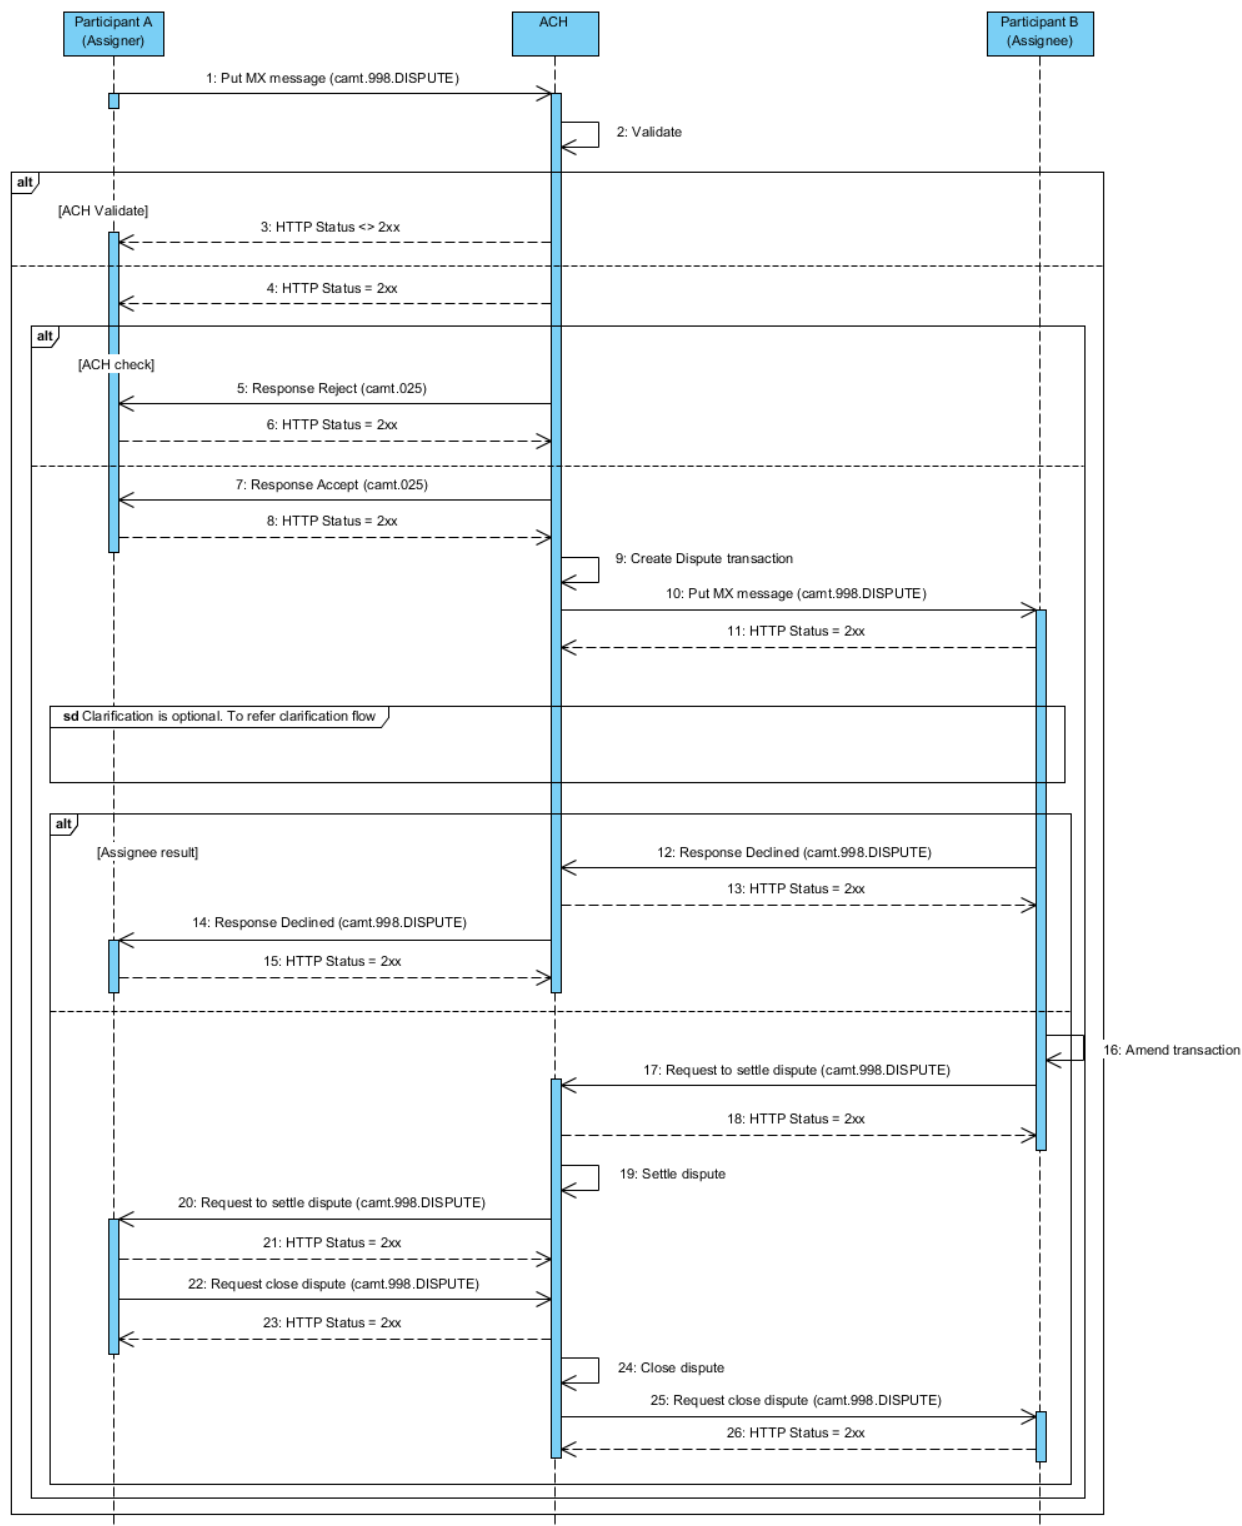 Participant A
(Assigner)
ACH
Participant B
(Assignee)
1: Put MX message (camt.998.DISPUTE)
2: Validate
alt
[ACH Validate]
3: HTTP Status <> 2xx
4: HTTP Status = 2xx
alt
[ACH check]
5: Response Reject (camt.025)
6: HTTP Status = 2xx
7: Response Accept (camt.025)
8: HTTP Status = 2xx
9: Create Dispute transaction
10: Put MX message (camt.998.DISPUTE)
11: HTTP Status = 2xx
sd Clarification is optional. To refer clarification flow
alt
[Assignee result]
12: Response Declined (camt.998.DISPUTE)
13: HTTP Status = 2xx
14: Response Declined (camt.998.DISPUTE)
15: HTTP Status = 2xx
16: Amend transaction
17: Request to settle dispute (camt.998.DISPUTE)
18: HTTP Status = 2xx
19: Settle dispute
20: Request to settle dispute (camt.998.DISPUTE)
21: HTTP Status = 2xx
22: Request close dispute (camt.998.DISPUTE)
23: HTTP Status = 2xx
24: Close dispute
25: Request close dispute (camt.998.DISPUTE)
26: HTTP Status = 2xx